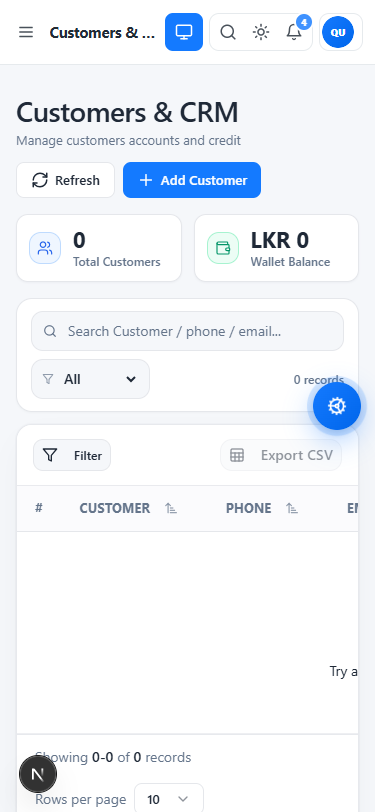 Customers & ...
4
QU
Customers & CRM
Manage customers accounts and credit
Refresh
Add Customer
0
Total Customers
LKR 0
Wallet Balance
Search Customer / phone / email...
All
0 records
Filter
Export CSV
# CUSTOMER PHONE EM
Try a
Showing 0-0 of 0 records
N
Rows per page 10